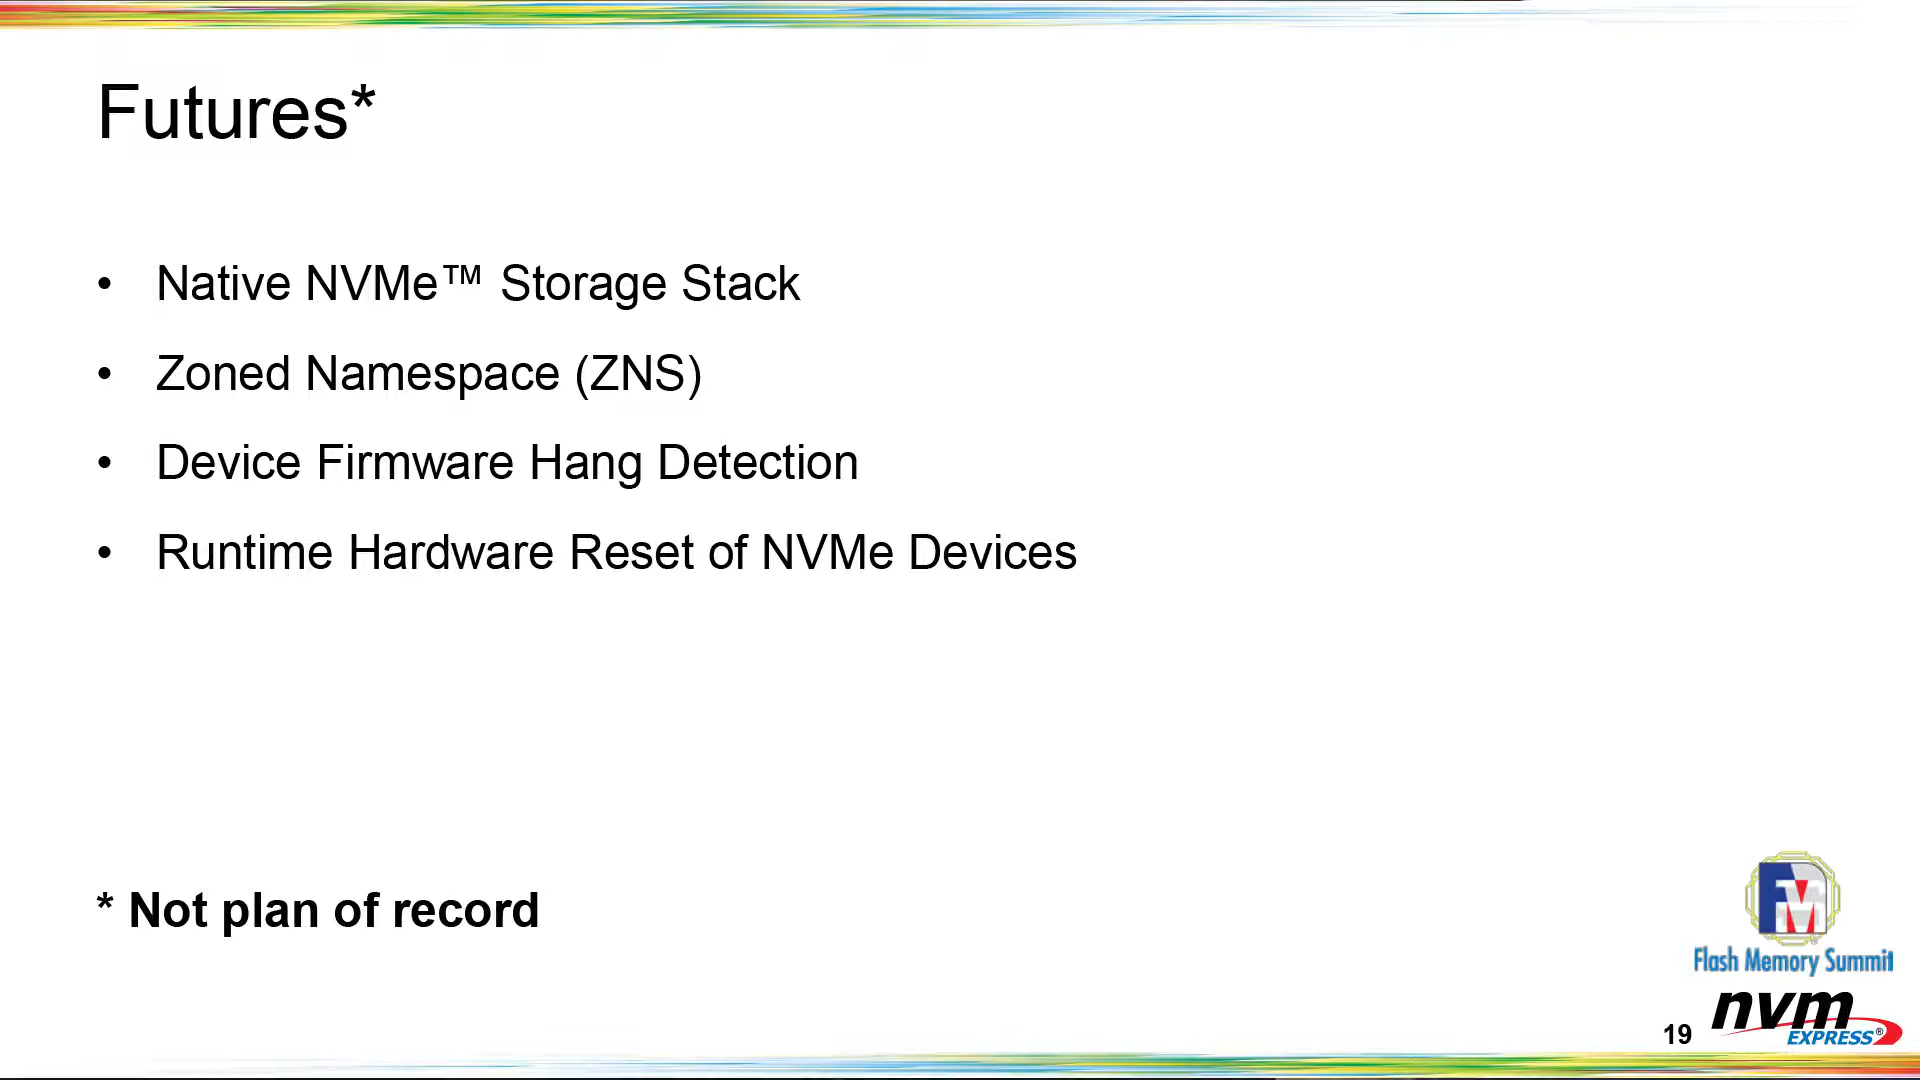 Futures*
• Native NVMe™ Storage Stack
• Zoned Namespace (ZNS)
• Device Firmware Hang Detection
• Runtime Hardware Reset of NVMe Devices
* Not plan of record
FM
Flash Memory Summit
nvm
EXPRESS®
19